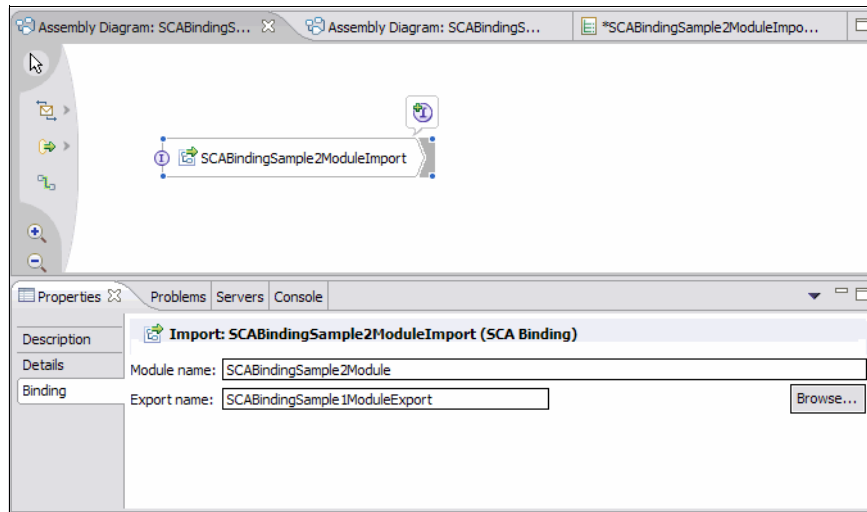 Assembly Diagram: SCABindingS... Assembly Diagram: SCABindingS... *SCABindingSample2ModuleImpo...
SCABindingSample2ModuleImport
Properties Problems Servers Console
Import: SCABindingSample2ModuleImport (SCA Binding)
Description
Details
Binding
Module name: SCABindingSample2Module
Export name: SCABindingSample1ModuleExport Browse...